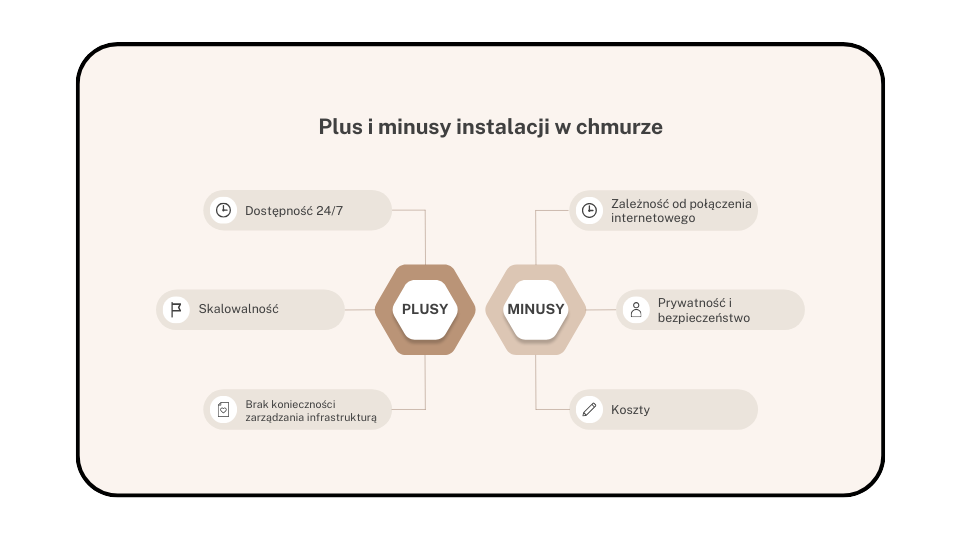 Plus i minusy instalacji w chmurze
Dostępność 24/7
Skalowalność
Brak konieczności
zarządzania infrastrukturą
PLUSY
MINUSY
Zależność od połączenia
internetowego
Prywatność i
bezpieczeństwo
Koszty